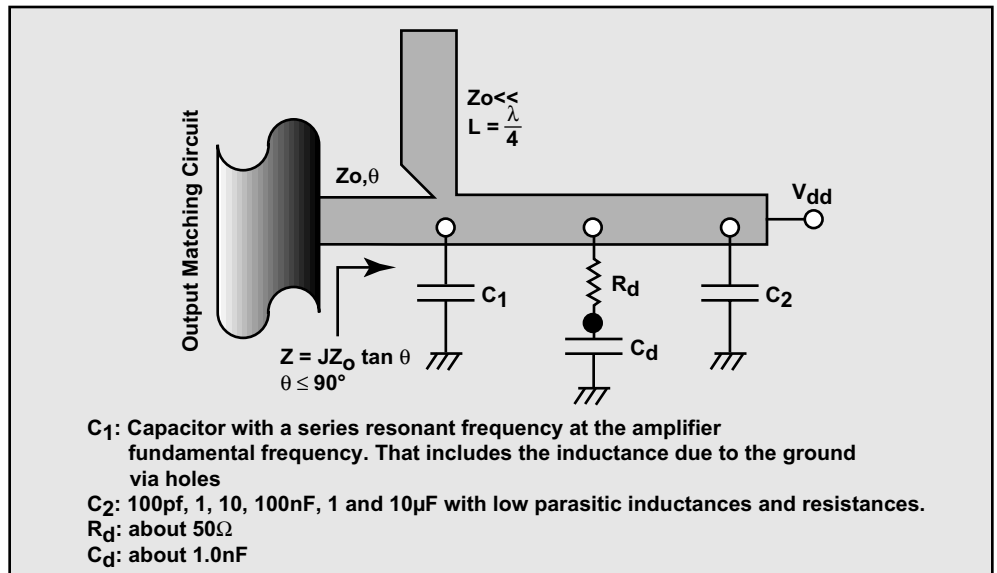 Output Matching Circuit
Zo<<
L = λ/4
Zo,θ
Vdd
C1
Rd
Cd
C2
Z = JZo tan θ
θ ≤ 90°
C1: Capacitor with a series resonant frequency at the amplifier
fundamental frequency. That includes the inductance due to the ground
via holes
C2: 100pf, 1, 10, 100nF, 1 and 10µF with low parasitic inductances and resistances.
Rd: about 50Ω
Cd: about 1.0nF